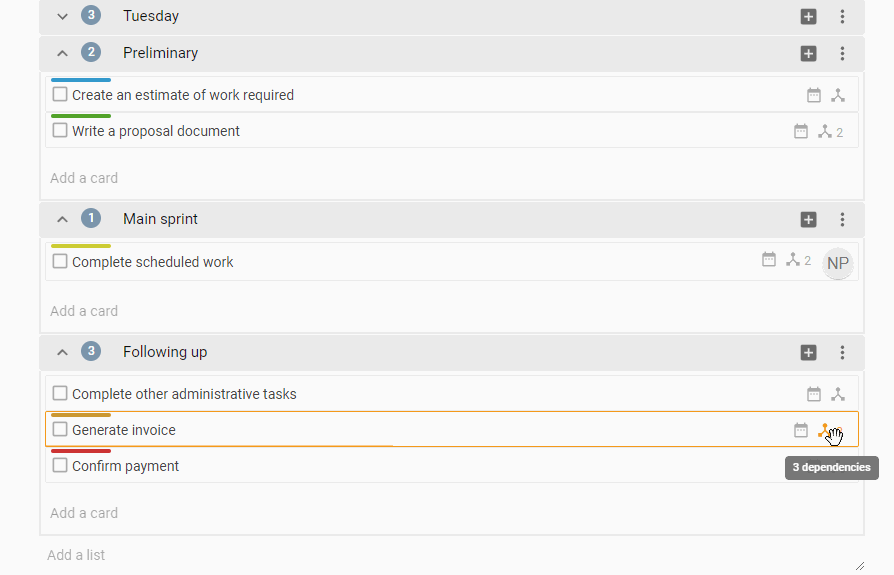 3 Tuesday
2 Preliminary
Create an estimate of work required
Write a proposal document 2
Add a card
1 Main sprint
Complete scheduled work 2 NP
Add a card
3 Following up
Complete other administrative tasks
Generate invoice
3 dependencies
Confirm payment
Add a card
Add a list